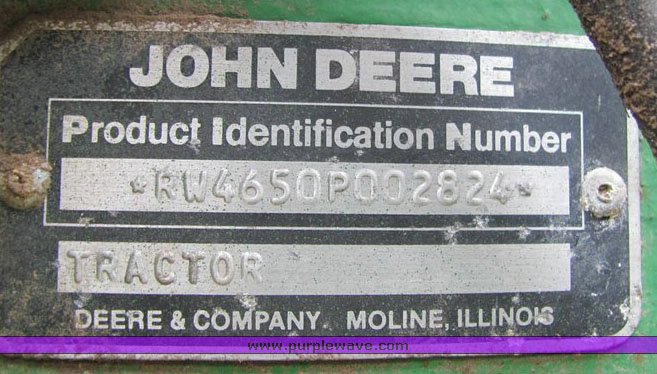 JOHN DEERE
Product Identification Number
*RW4650P002824*
TRACTOR
DEERE & COMPANY MOLINE, ILLINOIS
www.purplewave.com